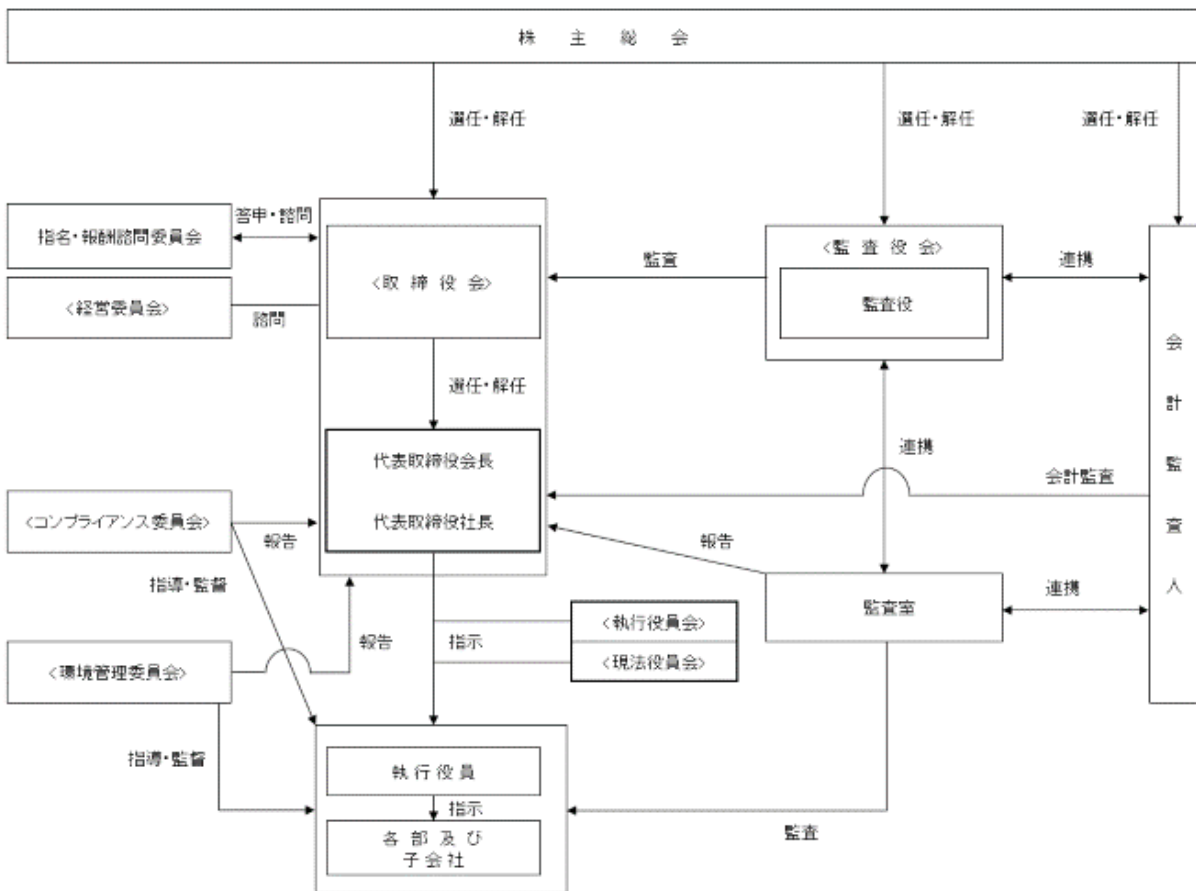 株主総会
選任・解任
選任・解任
選任・解任
答申・諮問
指名・報酬諮問委員会
<経営委員会>
諮問
<取締役会>
監査
<監査役会>
監査役
連携
会計監査人
選任・解任
代表取締役会長
代表取締役社長
連携
会計監査
<コンプライアンス委員会>
報告
報告
指導・監督
監査室
連携
<執行役員会>
<現法役員会>
指示
報告
<環境管理委員会>
指導・監督
執行役員
指示
各部及び
子会社
監査